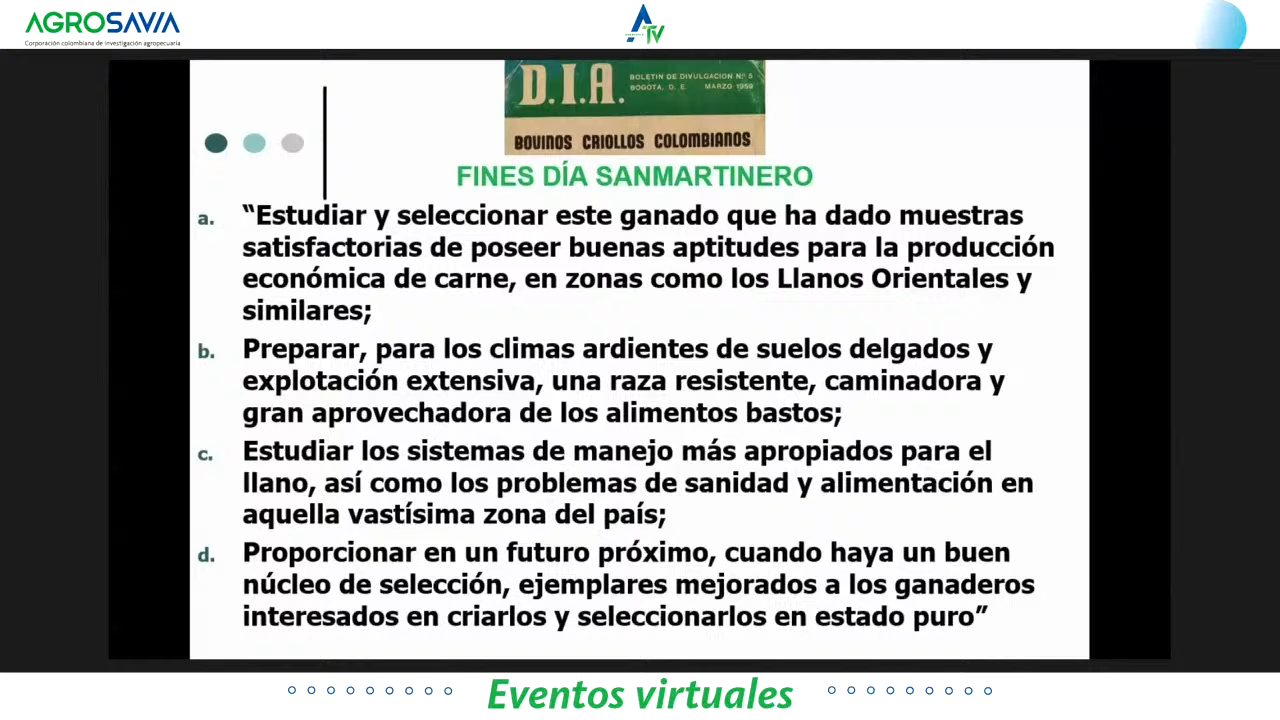 AGROSAVIA
Corporación colombiana de investigación agropecuaria
TV
D.I.A.
BOLETIN DE DIVULGACION Nº 5
BOGOTA, D. E. MARZO 1959
BOVINOS CRIOLLOS COLOMBIANOS
FINES DÍA SANMARTINERO
a. “Estudiar y seleccionar este ganado que ha dado muestras
satisfactorias de poseer buenas aptitudes para la producción
económica de carne, en zonas como los Llanos Orientales y
similares;
b. Preparar, para los climas ardientes de suelos delgados y
explotación extensiva, una raza resistente, caminadora y
gran aprovechadora de los alimentos bastos;
c. Estudiar los sistemas de manejo más apropiados para el
llano, así como los problemas de sanidad y alimentación en
aquella vastísima zona del país;
d. Proporcionar en un futuro próximo, cuando haya un buen
núcleo de selección, ejemplares mejorados a los ganaderos
interesados en criarlos y seleccionarlos en estado puro”
Eventos virtuales